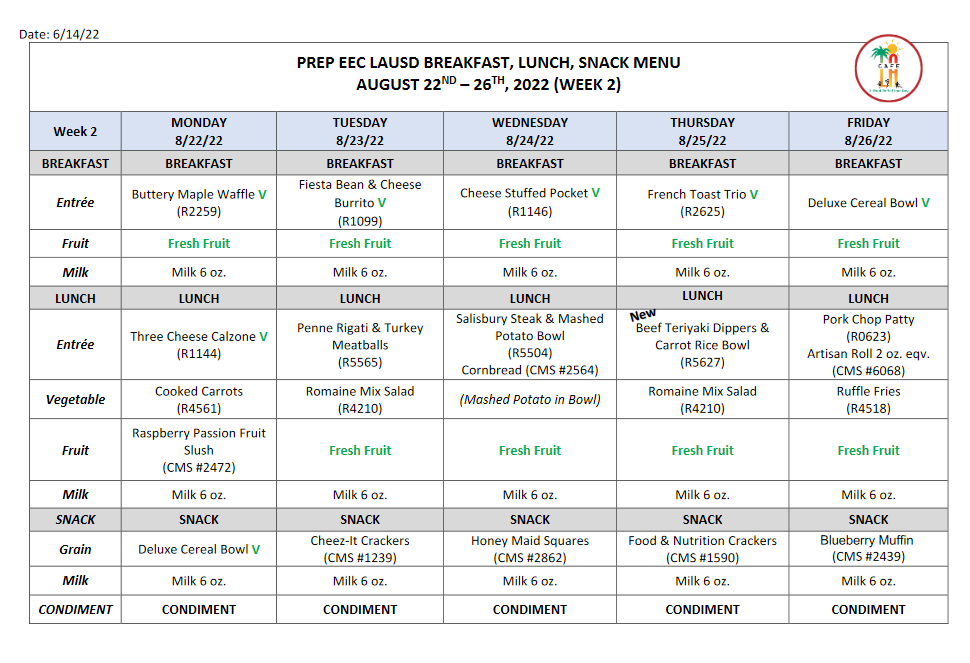 Date: 6/14/22
PREP EEC LAUSD BREAKFAST, LUNCH, SNACK MENU
AUGUST 22ND – 26TH, 2022 (WEEK 2)
CAFE
LA
Week 2
MONDAY
8/22/22
TUESDAY
8/23/22
WEDNESDAY
8/24/22
THURSDAY
8/25/22
FRIDAY
8/26/22
BREAKFAST
BREAKFAST
BREAKFAST
BREAKFAST
BREAKFAST
BREAKFAST
Entrée
Buttery Maple Waffle V
(R2259)
Fiesta Bean & Cheese
Burrito V
(R1099)
Cheese Stuffed Pocket V
(R1146)
French Toast Trio V
(R2625)
Deluxe Cereal Bowl V
Fruit
Fresh Fruit
Fresh Fruit
Fresh Fruit
Fresh Fruit
Fresh Fruit
Milk
Milk 6 oz.
Milk 6 oz.
Milk 6 oz.
Milk 6 oz.
Milk 6 oz.
LUNCH
LUNCH
LUNCH
LUNCH
LUNCH
LUNCH
Entrée
Three Cheese Calzone V
(R1144)
Penne Rigati & Turkey
Meatballs
(R5565)
Salisbury Steak & Mashed
Potato Bowl
(R5504)
Cornbread (CMS #2564)
New
Beef Teriyaki Dippers &
Carrot Rice Bowl
(R5627)
Pork Chop Patty
(R0623)
Artisan Roll 2 oz. eqv.
(CMS #6068)
Vegetable
Cooked Carrots
(R4561)
Romaine Mix Salad
(R4210)
(Mashed Potato in Bowl)
Romaine Mix Salad
(R4210)
Ruffle Fries
(R4518)
Fruit
Raspberry Passion Fruit
Slush
(CMS #2472)
Fresh Fruit
Fresh Fruit
Fresh Fruit
Fresh Fruit
Milk
Milk 6 oz.
Milk 6 oz.
Milk 6 oz.
Milk 6 oz.
Milk 6 oz.
SNACK
SNACK
SNACK
SNACK
SNACK
SNACK
Grain
Deluxe Cereal Bowl V
Cheez-It Crackers
(CMS #1239)
Honey Maid Squares
(CMS #2862)
Food & Nutrition Crackers
(CMS #1590)
Blueberry Muffin
(CMS #2439)
Milk
Milk 6 oz.
Milk 6 oz.
Milk 6 oz.
Milk 6 oz.
Milk 6 oz.
CONDIMENT
CONDIMENT
CONDIMENT
CONDIMENT
CONDIMENT
CONDIMENT